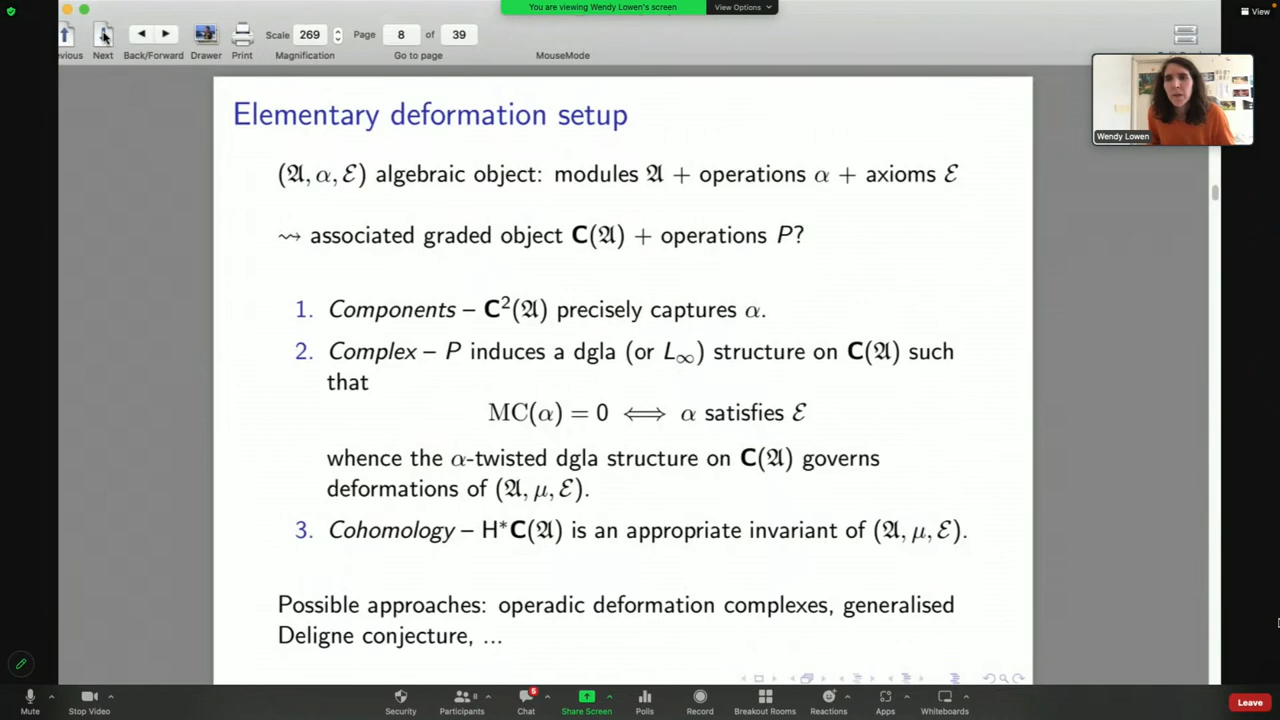 You are viewing Wendy Lowen's screen
View Options
View
Scale 269 Page 8 of 39
evious Next Back/Forward Drawer Print Magnification Go to page MouseMode
Wendy Lowen
Elementary deformation setup
(𝔄, α, ℰ) algebraic object: modules 𝔄 + operations α + axioms ℰ
⇝ associated graded object C(𝔄) + operations P?
1. Components – C²(𝔄) precisely captures α.
2. Complex – P induces a dgla (or L∞) structure on C(𝔄) such
that
MC(α) = 0 ⟺ α satisfies ℰ
whence the α-twisted dgla structure on C(𝔄) governs
deformations of (𝔄, μ, ℰ).
3. Cohomology – H*C(𝔄) is an appropriate invariant of (𝔄, μ, ℰ).
Possible approaches: operadic deformation complexes, generalised
Deligne conjecture, ...
8 5
Mute Stop Video Security Participants Chat Share Screen Polls Record Breakout Rooms Reactions Apps Whiteboards Leave